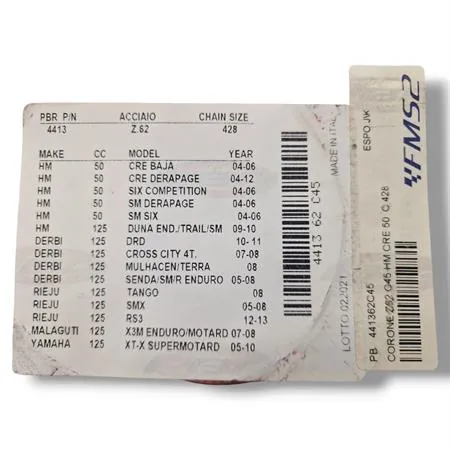 PBR P/N ACCIAIO CHAIN SIZE
4413 Z.62 428
MAKE CC MODEL YEAR
HM 50 CRE BAJA 04-06
HM 50 CRE DERAPAGE 04-12
HM 50 SIX COMPETITION 04-06
HM 50 SM DERAPAGE 04-06
HM 50 SM SIX 04-06
HM 125 DUNA END./TRAIL/SM 09-10
DERBI 125 DRD 10-11
DERBI 125 CROSS CITY 4T. 07-08
DERBI 125 MULHACEN/TERRA 08
DERBI 125 SENDA/SM/R ENDURO 05-08
RIEJU 125 TANGO 08
RIEJU 125 SMX 05-08
RIEJU 125 RS3 12-13
MALAGUTI 125 X3M ENDURO/MOTARD 07-08
YAMAHA 125 XT-X SUPERMOTARD 05-10
4413 62 C45
MADE IN ITAL
LOTTO 022021
PB 441362C45
CORONE Z62 C45 HM CRE 50 C.428
ESPO JIK
FMS2